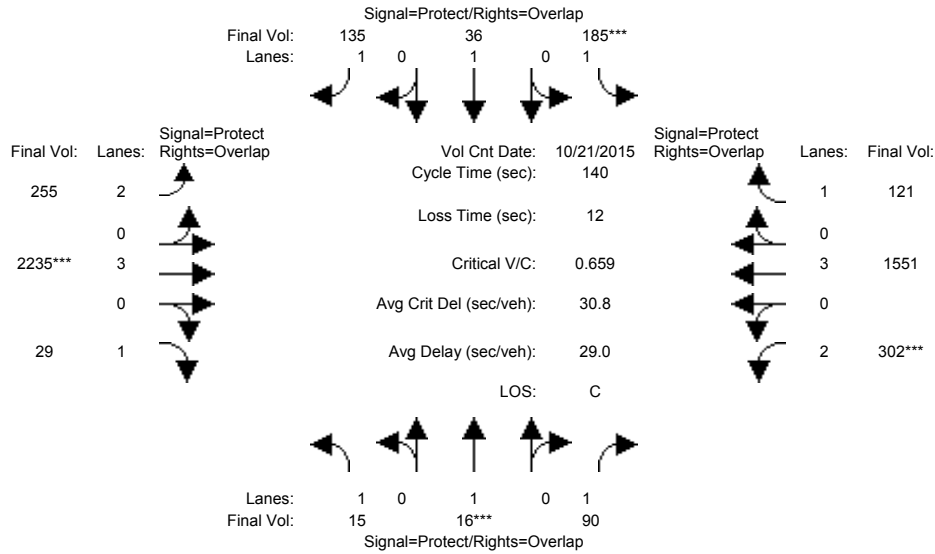 Signal=Protect/Rights=Overlap
Final Vol: 135 36 185***
Lanes: 1 0 1 0 1
Signal=Protect Signal=Protect
Final Vol: Lanes: Rights=Overlap Vol Cnt Date: 10/21/2015 Rights=Overlap Lanes: Final Vol:
Cycle Time (sec): 140
255 2 1 121
Loss Time (sec): 12
0 0
2235*** 3 Critical V/C: 0.659 3 1551
0 Avg Crit Del (sec/veh): 30.8 0
29 1 Avg Delay (sec/veh): 29.0 2 302***
LOS: C
Lanes: 1 0 1 0 1
Final Vol: 15 16*** 90
Signal=Protect/Rights=Overlap